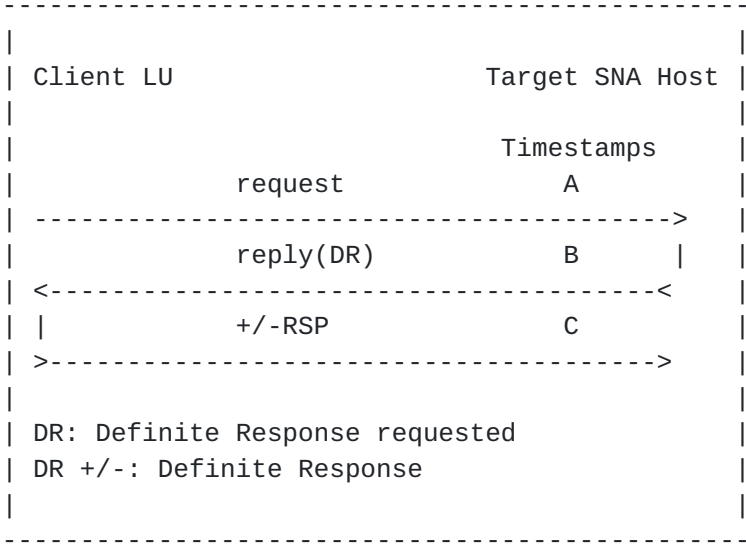 ------------------------------------------------
|                                              |
| Client LU                    Target SNA Host |
|                                              |
|                               Timestamps     |
|              request              A          |
| ----------------------------------------->   |
|              reply(DR)            B      |   |
| <---------------------------------------<    |
| |            +/-RSP               C          |
| >--------------------------------------->    |
|                                              |
| DR: Definite Response requested              |
| DR +/-: Definite Response                    |
|                                              |
------------------------------------------------